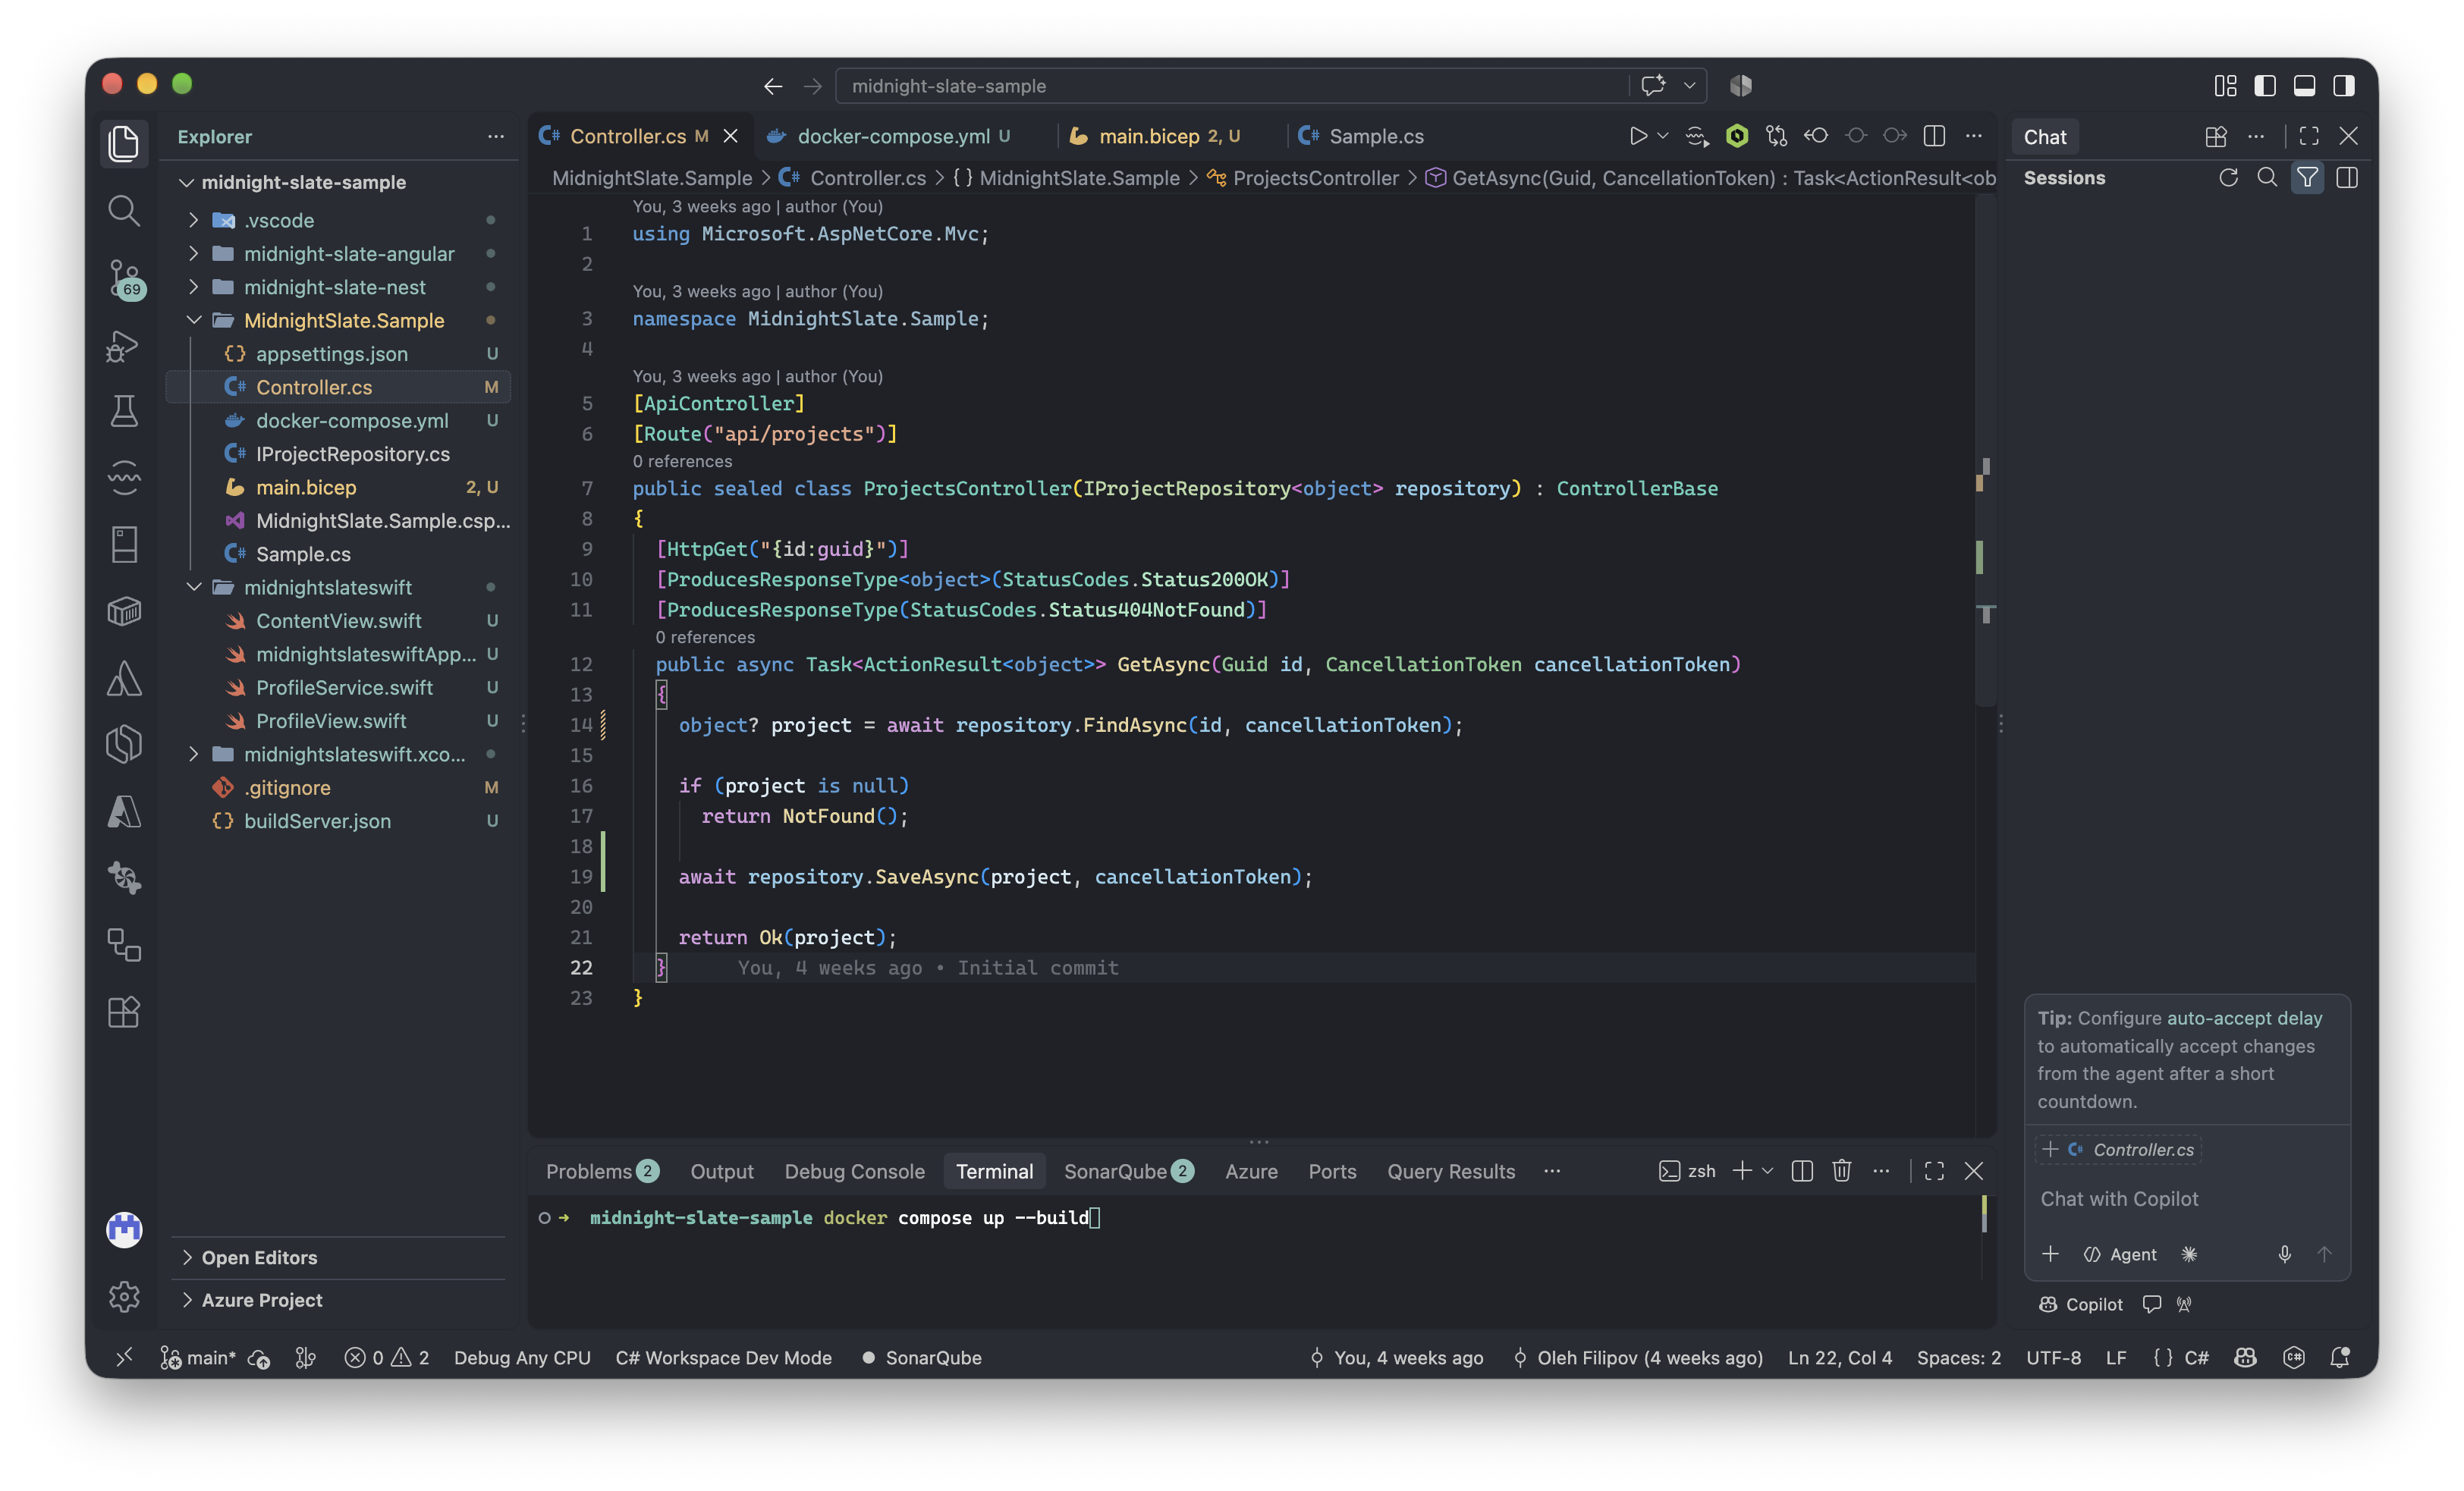 midnight-slate-sample
Explorer
midnight-slate-sample
.vscode
midnight-slate-angular
midnight-slate-nest
MidnightSlate.Sample
appsettings.json U
Controller.cs M
docker-compose.yml U
IProjectRepository.cs
main.bicep 2, U
MidnightSlate.Sample.csp...
Sample.cs
midnightslateswift
ContentView.swift U
midnightslateswiftApp... U
ProfileService.swift U
ProfileView.swift U
midnightslateswift.xco...
.gitignore M
buildServer.json U
Open Editors
Azure Project
69
Controller.cs M
docker-compose.yml U
main.bicep 2, U
Sample.cs
MidnightSlate.Sample > Controller.cs > {} MidnightSlate.Sample > ProjectsController > GetAsync(Guid, CancellationToken) : Task<ActionResult<ob
You, 3 weeks ago | author (You)
1 using Microsoft.AspNetCore.Mvc;
2
You, 3 weeks ago | author (You)
3 namespace MidnightSlate.Sample;
4
You, 3 weeks ago | author (You)
5 [ApiController]
6 [Route("api/projects")]
0 references
7 public sealed class ProjectsController(IProjectRepository<object> repository) : ControllerBase
8 {
9 [HttpGet("{id:guid}")]
10 [ProducesResponseType<object>(StatusCodes.Status200OK)]
11 [ProducesResponseType(StatusCodes.Status404NotFound)]
0 references
12 public async Task<ActionResult<object>> GetAsync(Guid id, CancellationToken cancellationToken)
13 {
14 object? project = await repository.FindAsync(id, cancellationToken);
15
16 if (project is null)
17 return NotFound();
18
19 await repository.SaveAsync(project, cancellationToken);
20
21 return Ok(project);
22 } You, 4 weeks ago • Initial commit
23 }
Problems 2 Output Debug Console Terminal SonarQube 2 Azure Ports Query Results
zsh
midnight-slate-sample docker compose up --build
Chat
Sessions
Tip: Configure auto-accept delay
to automatically accept changes
from the agent after a short
countdown.
Controller.cs
Chat with Copilot
Agent
Copilot
main* 0 2 Debug Any CPU C# Workspace Dev Mode SonarQube You, 4 weeks ago Oleh Filipov (4 weeks ago) Ln 22, Col 4 Spaces: 2 UTF-8 LF {} C#